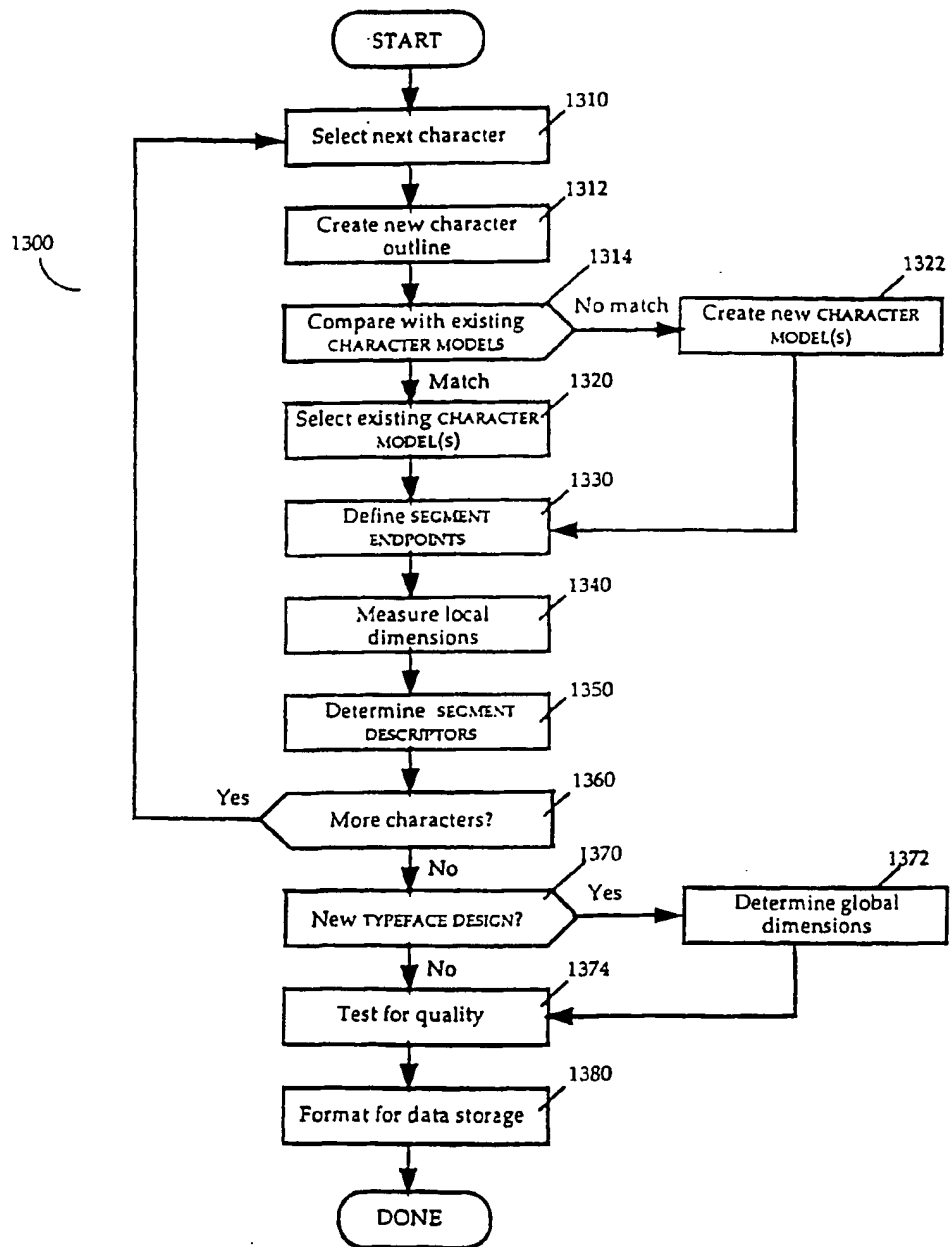 START
1310
Select next character
1312
Create new character
outline
1300
1314
1322
Compare with existing
CHARACTER MODELS
No match
Create new CHARACTER
MODEL(s)
Match
1320
Select existing CHARACTER
MODEL(s)
1330
Define SEGMENT
ENDPOINTS
1340
Measure local
dimensions
1350
Determine SEGMENT
DESCRIPTORS
1360
Yes
More characters?
No
1370
1372
New TYPEFACE DESIGN?
Yes
Determine global
dimensions
No
1374
Test for quality
1380
Format for data storage
DONE